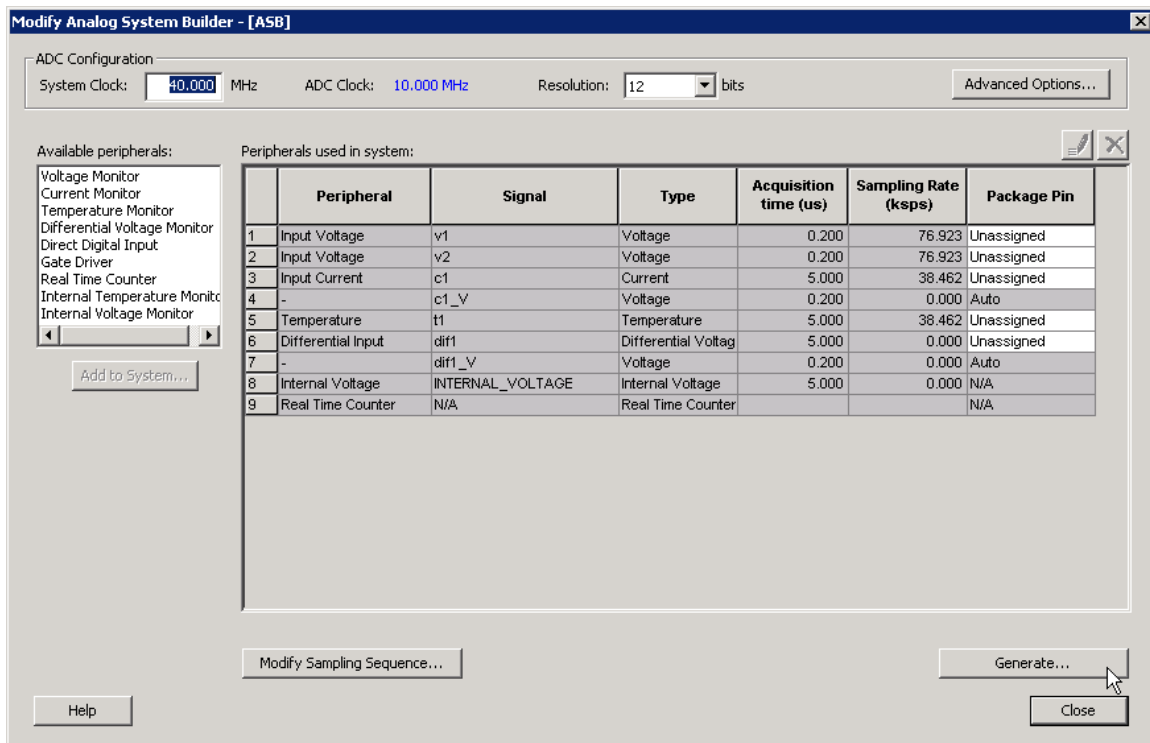 Modify Analog System Builder - [ASB]
ADC Configuration
System Clock: 40.000 MHz ADC Clock: 10.000 MHz Resolution: 12 bits Advanced Options...
Available peripherals:
Voltage Monitor
Current Monitor
Temperature Monitor
Differential Voltage Monitor
Direct Digital Input
Gate Driver
Real Time Counter
Internal Temperature Monito
Internal Voltage Monitor
Add to System...
Peripherals used in system:
Peripheral Signal Type Acquisition time (us) Sampling Rate (ksps) Package Pin
1 Input Voltage v1 Voltage 0.200 76.923 Unassigned
2 Input Voltage v2 Voltage 0.200 76.923 Unassigned
3 Input Current c1 Current 5.000 38.462 Unassigned
4 - c1_V Voltage 0.200 0.000 Auto
5 Temperature t1 Temperature 5.000 38.462 Unassigned
6 Differential Input dif1 Differential Voltag 5.000 0.000 Unassigned
7 - dif1_V Voltage 0.200 0.000 Auto
8 Internal Voltage INTERNAL_VOLTAGE Internal Voltage 5.000 0.000 N/A
9 Real Time Counter N/A Real Time Counter N/A
Modify Sampling Sequence... Generate...
Help Close